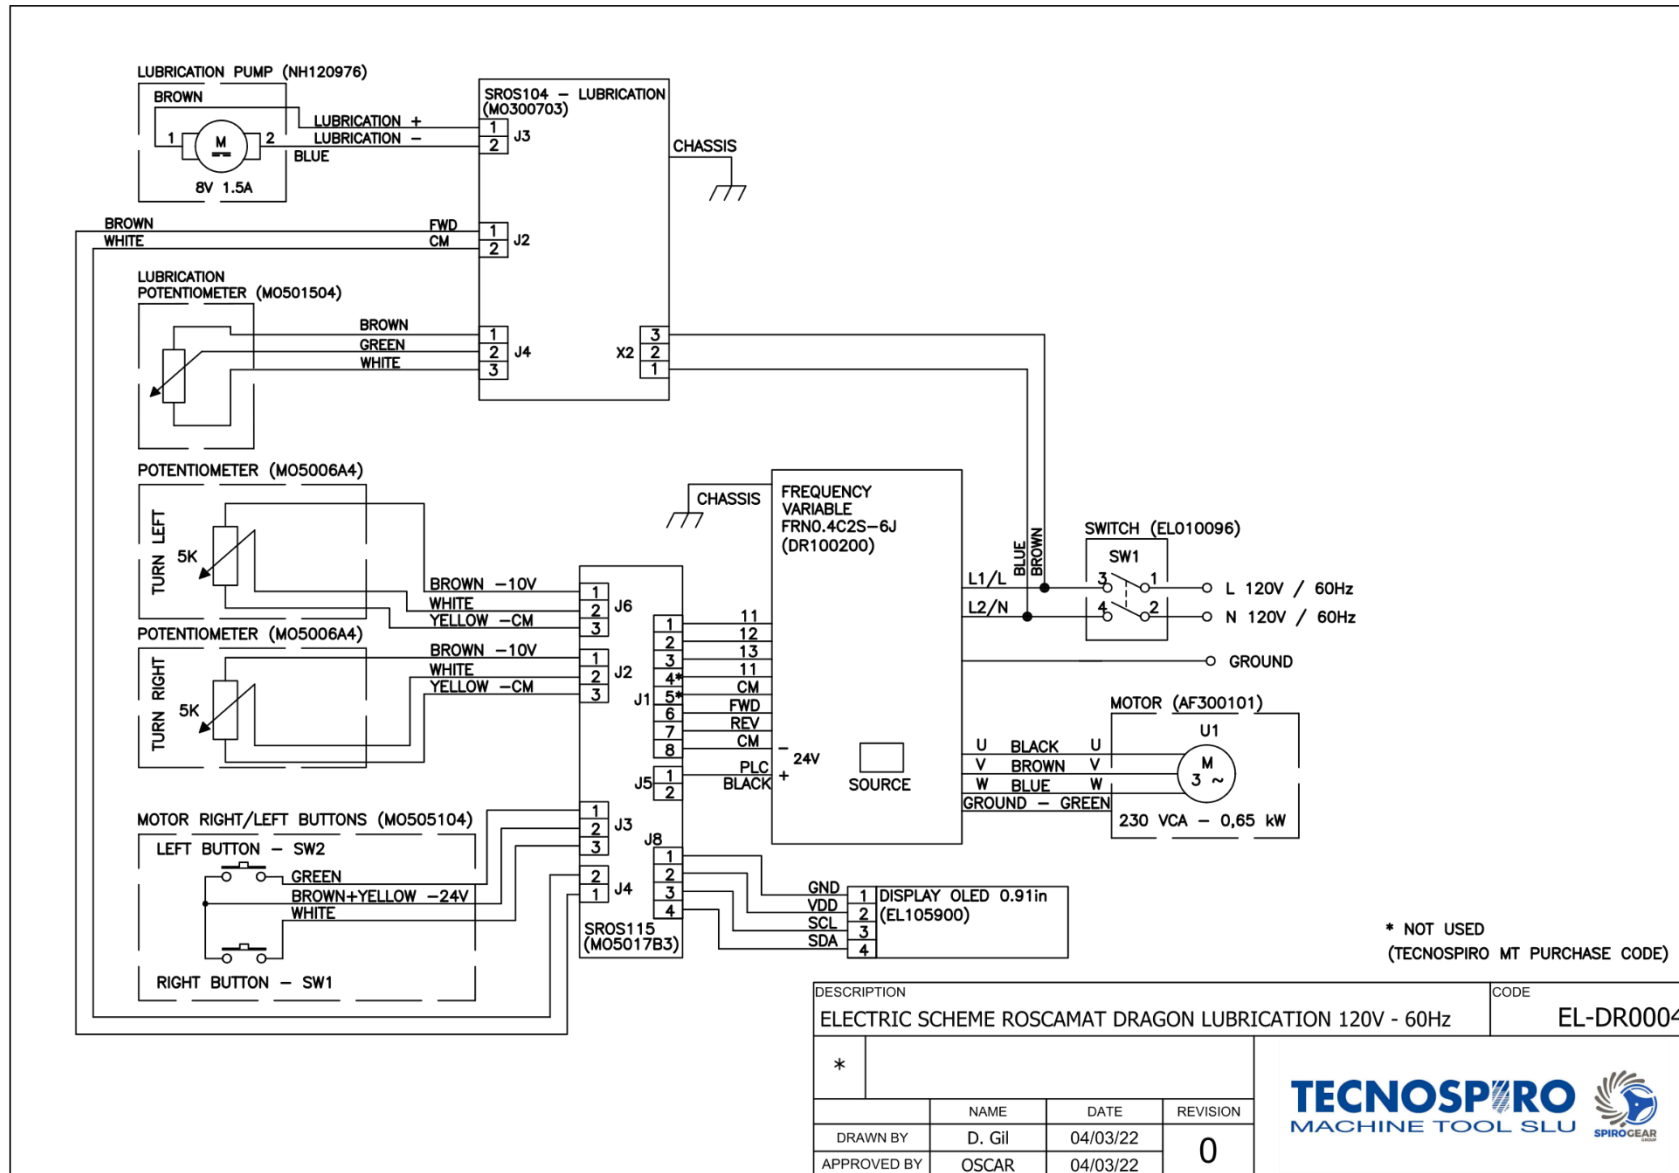 LUBRICATION PUMP (NH120976)
BROWN
LUBRICATION +
LUBRICATION -
BLUE
1
M
2
8V 1.5A
SROS104 - LUBRICATION
(MO300703)
1
2
J3
CHASSIS
BROWN
WHITE
FWD
CM
1
2
J2
LUBRICATION
POTENTIOMETER (MO501504)
BROWN
GREEN
WHITE
1
2
3
J4
X2
3
2
1
POTENTIOMETER (MO5006A4)
TURN LEFT
5K
BROWN -10V
WHITE
YELLOW -CM
1
2
3
J6
POTENTIOMETER (MO5006A4)
TURN RIGHT
5K
BROWN -10V
WHITE
YELLOW -CM
1
2
3
J2
J1
1
2
3
4*
5*
6
7
8
11
12
13
11
CM
FWD
REV
CM
J5
1
2
PLC
BLACK
-
24V
+
CHASSIS
FREQUENCY
VARIABLE
FRN0.4C2S-6J
(DR100200)
SOURCE
L1/L
L2/N
BLUE
BROWN
SWITCH (EL010096)
SW1
3
1
4
2
L 120V / 60Hz
N 120V / 60Hz
GROUND
MOTOR (AF300101)
U1
U BLACK U
V BROWN V
W BLUE W
GROUND - GREEN
M
3 ~
230 VCA - 0,65 kW
MOTOR RIGHT/LEFT BUTTONS (MO505104)
LEFT BUTTON - SW2
GREEN
BROWN+YELLOW -24V
WHITE
RIGHT BUTTON - SW1
1
2
3
J3
2
1
J4
J8
1
2
3
4
SROS115
(MO5017B3)
GND
VDD
SCL
SDA
1
2
3
4
DISPLAY OLED 0.91in
(EL105900)
* NOT USED
(TECNOSPIRO MT PURCHASE CODE)
DESCRIPTION
ELECTRIC SCHEME ROSCAMAT DRAGON LUBRICATION 120V - 60Hz
CODE
EL-DR0004
*
NAME DATE REVISION
DRAWN BY D. Gil 04/03/22 0
APPROVED BY OSCAR 04/03/22
TECNOSPIRO
MACHINE TOOL SLU
SPIROGEAR
GROUP